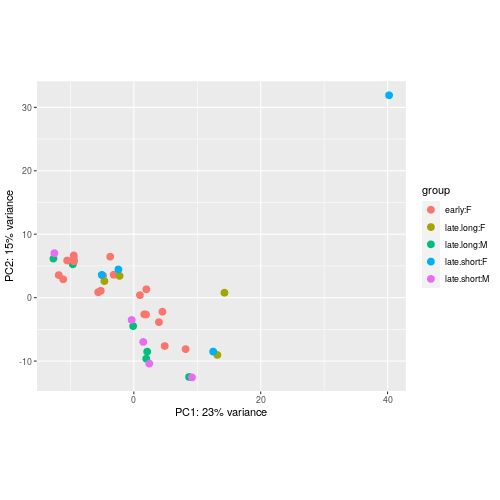 30
20
10
0
-10
PC2: 15% variance
0
20
40
PC1: 23% variance
group
early:F
late.long:F
late.long:M
late.short:F
late.short:M